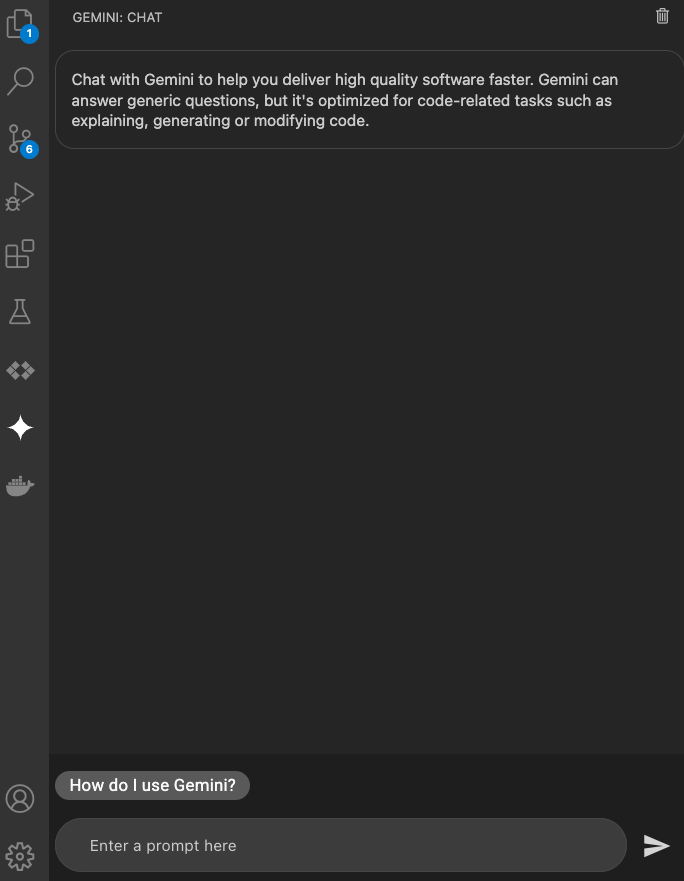 GEMINI: CHAT
1
Chat with Gemini to help you deliver high quality software faster. Gemini can
answer generic questions, but it's optimized for code-related tasks such as
explaining, generating or modifying code.
6
How do I use Gemini?
Enter a prompt here